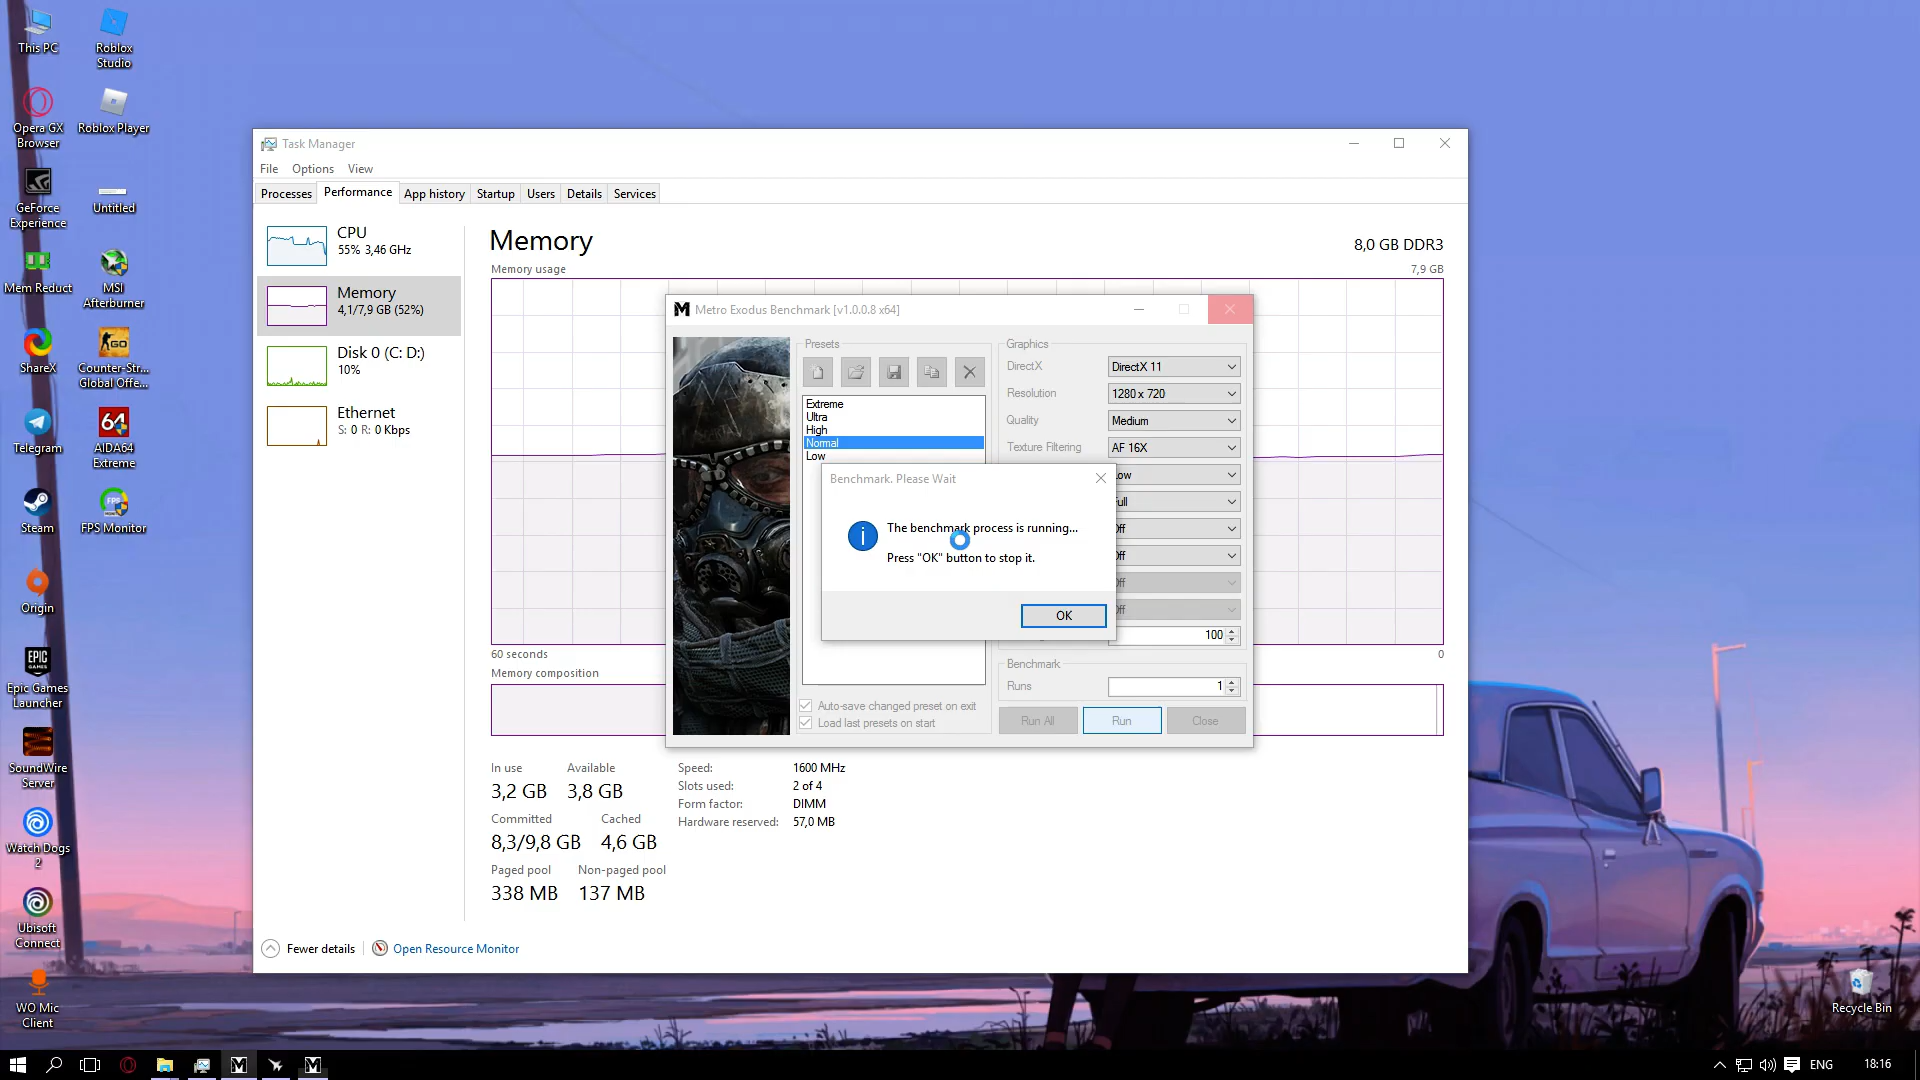 This PC
Roblox
Studio
Opera GX
Browser
Roblox Player
GeForce
Experience
Untitled
Mem Reduct
MSI
Afterburner
ShareX
GO
Counter-Str...
Global Offe...
Telegram
64
AIDA64
Extreme
Steam
FPS
FPS Monitor
Origin
EPIC
GAMES
Epic Games
Launcher
SoundWire
Server
Watch Dogs
2
Ubisoft
Connect
WO Mic
Client
Recycle Bin
Task Manager
File Options View
Processes Performance App history Startup Users Details Services
CPU
55% 3,46 GHz
Memory
4,1/7,9 GB (52%)
Disk 0 (C: D:)
10%
Ethernet
S: 0 R: 0 Kbps
Memory 8,0 GB DDR3
Memory usage 7,9 GB
60 seconds 0
Memory composition
In use Available
3,2 GB 3,8 GB
Committed Cached
8,3/9,8 GB 4,6 GB
Paged pool Non-paged pool
338 MB 137 MB
Speed: 1600 MHz
Slots used: 2 of 4
Form factor: DIMM
Hardware reserved: 57,0 MB
Fewer details Open Resource Monitor
Metro Exodus Benchmark [v1.0.0.8 x64]
Presets
Extreme
Ultra
High
Normal
Low
Auto-save changed preset on exit
Load last presets on start
Graphics
DirectX DirectX 11
Resolution 1280 x 720
Quality Medium
Texture Filtering AF 16X
100
Benchmark
Runs 1
Run All Run Close
Benchmark. Please Wait
The benchmark process is running...
Press "OK" button to stop it.
OK
ENG 18:16